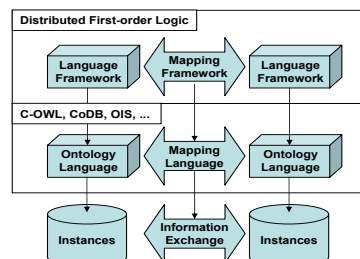 Distributed First-order Logic
Language Framework
Mapping Framework
Language Framework
C-OWL, CoDB, OIS, ...
Ontology Language
Mapping Language
Ontology Language
Instances
Information Exchange
Instances